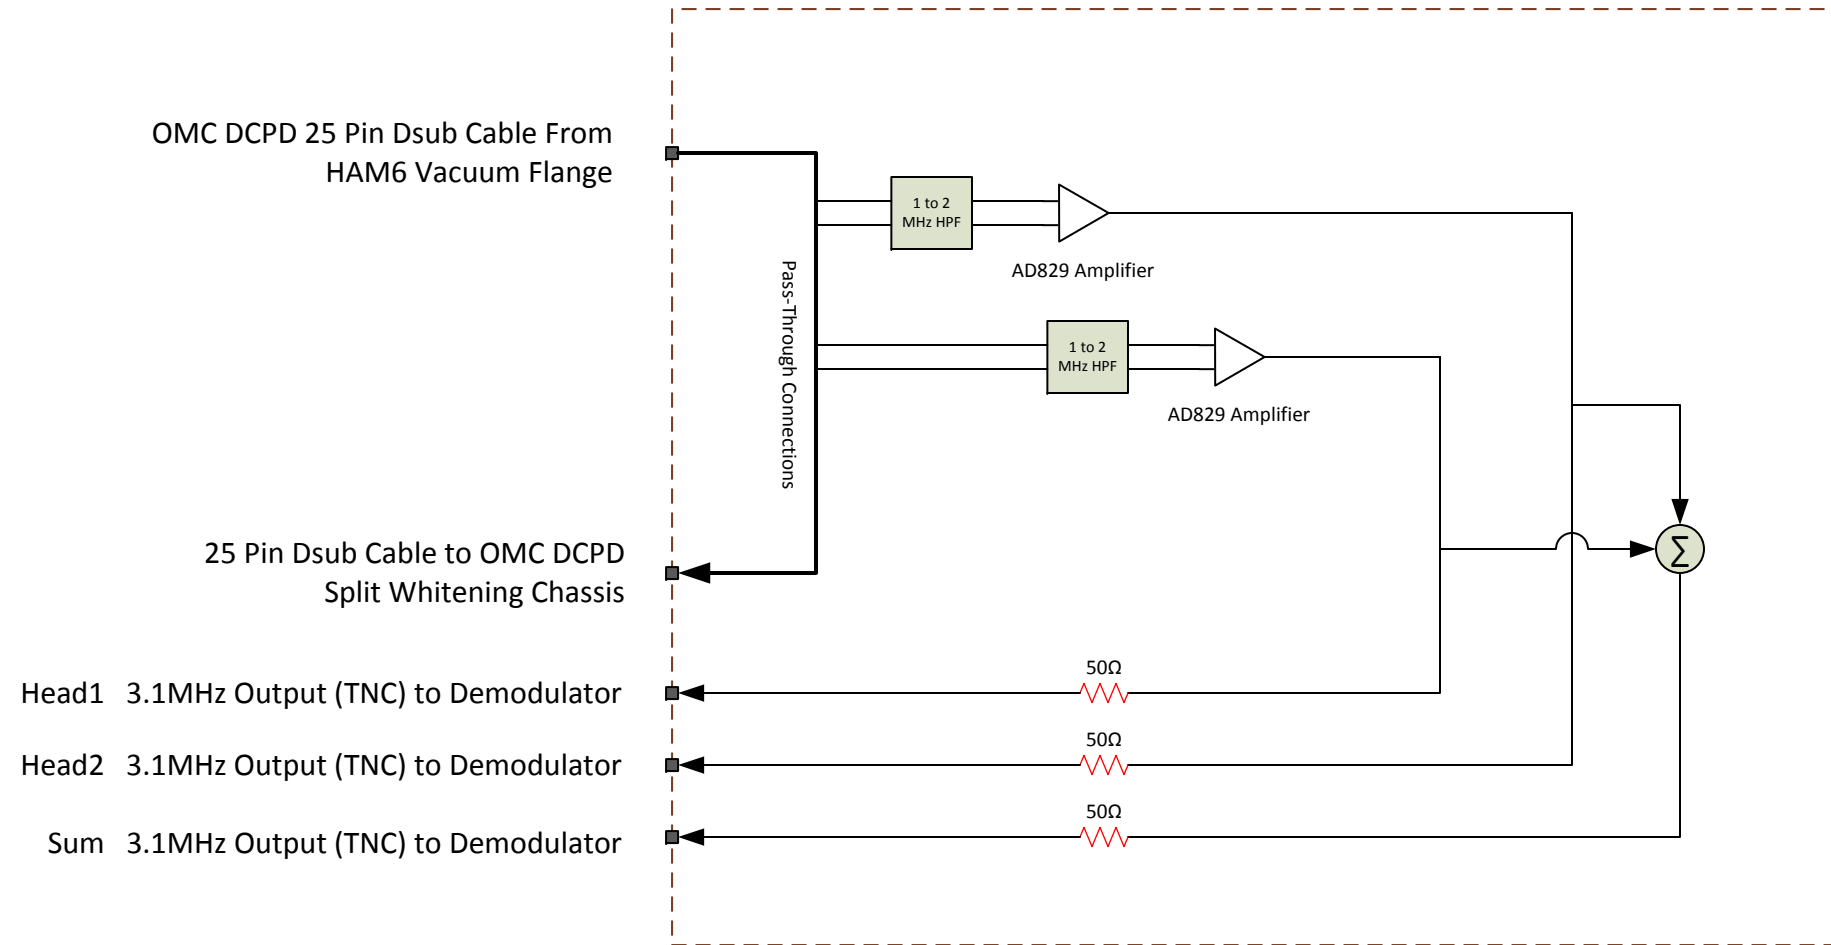 OMC DCPD 25 Pin Dsub Cable From
HAM6 Vacuum Flange
1 to 2
MHz HPF
AD829 Amplifier
Pass-Through Connections
1 to 2
MHz HPF
AD829 Amplifier
25 Pin Dsub Cable to OMC DCPD
Split Whitening Chassis
Σ
50Ω
Head1 3.1MHz Output (TNC) to Demodulator
50Ω
Head2 3.1MHz Output (TNC) to Demodulator
50Ω
Sum 3.1MHz Output (TNC) to Demodulator